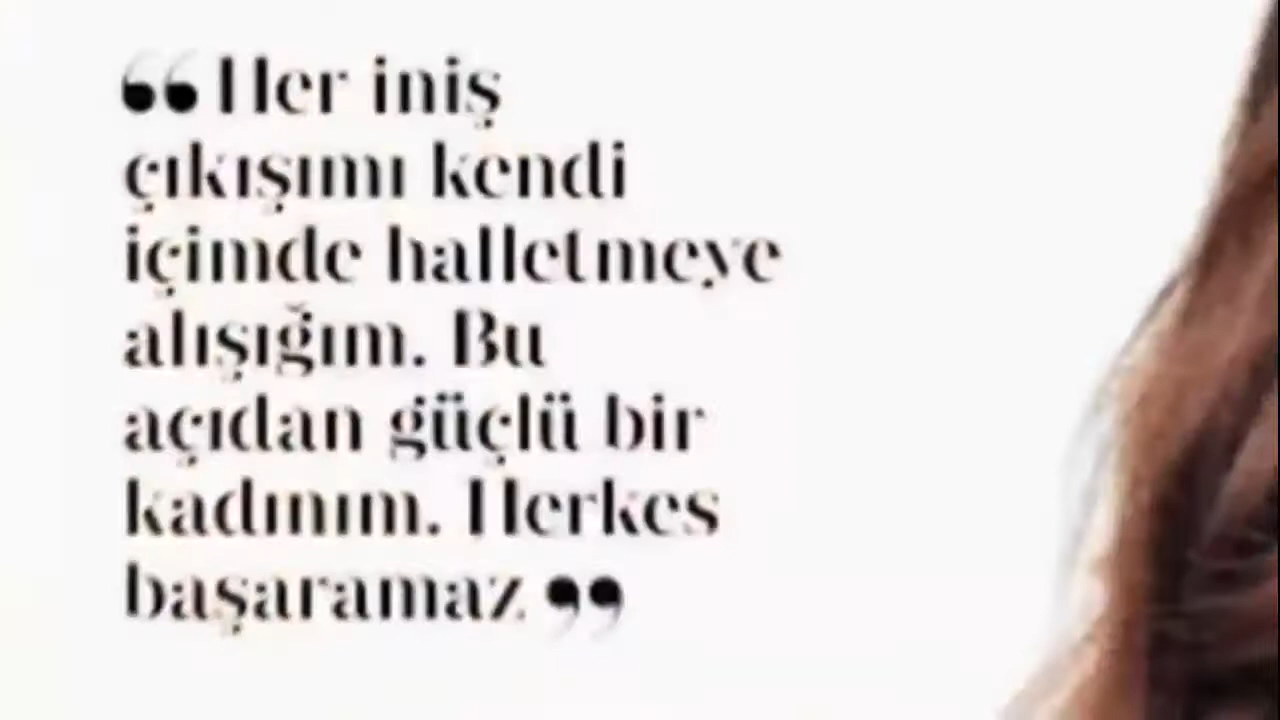 ❝Her iniş
çıkışımı kendi
içimde halletmeye
alışığım. Bu
açıdan güçlü bir
kadınım. Herkes
başaramaz❞